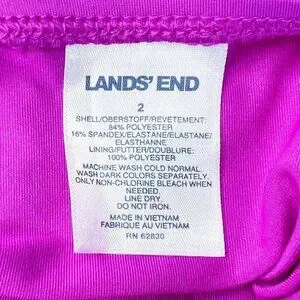 LANDS' END
2
SHELL/OBERSTOFF/REVETEMENT:
84% POLYESTER
16% SPANDEX/ELASTAN/ELASTANE/
ELASTHANNE
LINING/FUTTER/DOUBLURE:
100% POLYESTER
MACHINE WASH COLD NORMAL.
WASH DARK COLORS SEPARATELY.
ONLY NON-CHLORINE BLEACH WHEN
NEEDED.
LINE DRY.
DO NOT IRON.
MADE IN VIETNAM
FABRIQUE AU VIETNAM
RN 62830